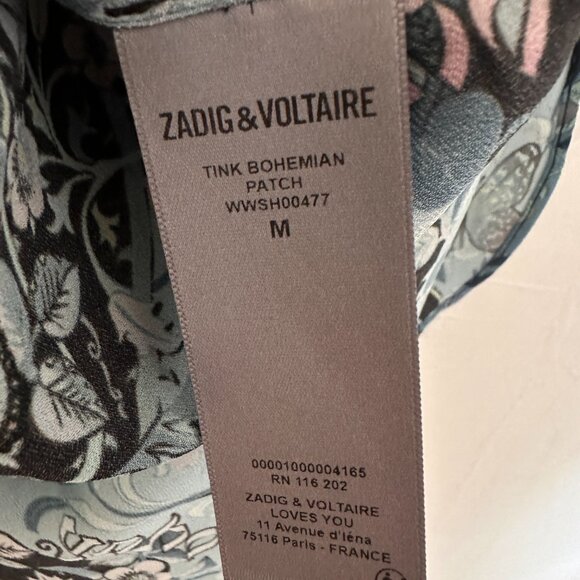 ZADIG & VOLTAIRE
TINK BOHEMIAN
PATCH
WWSH00477
M
00001000004165
RN 116 202
ZADIG & VOLTAIRE
LOVES YOU
11 Avenue d'Iéna
75116 Paris - FRANCE